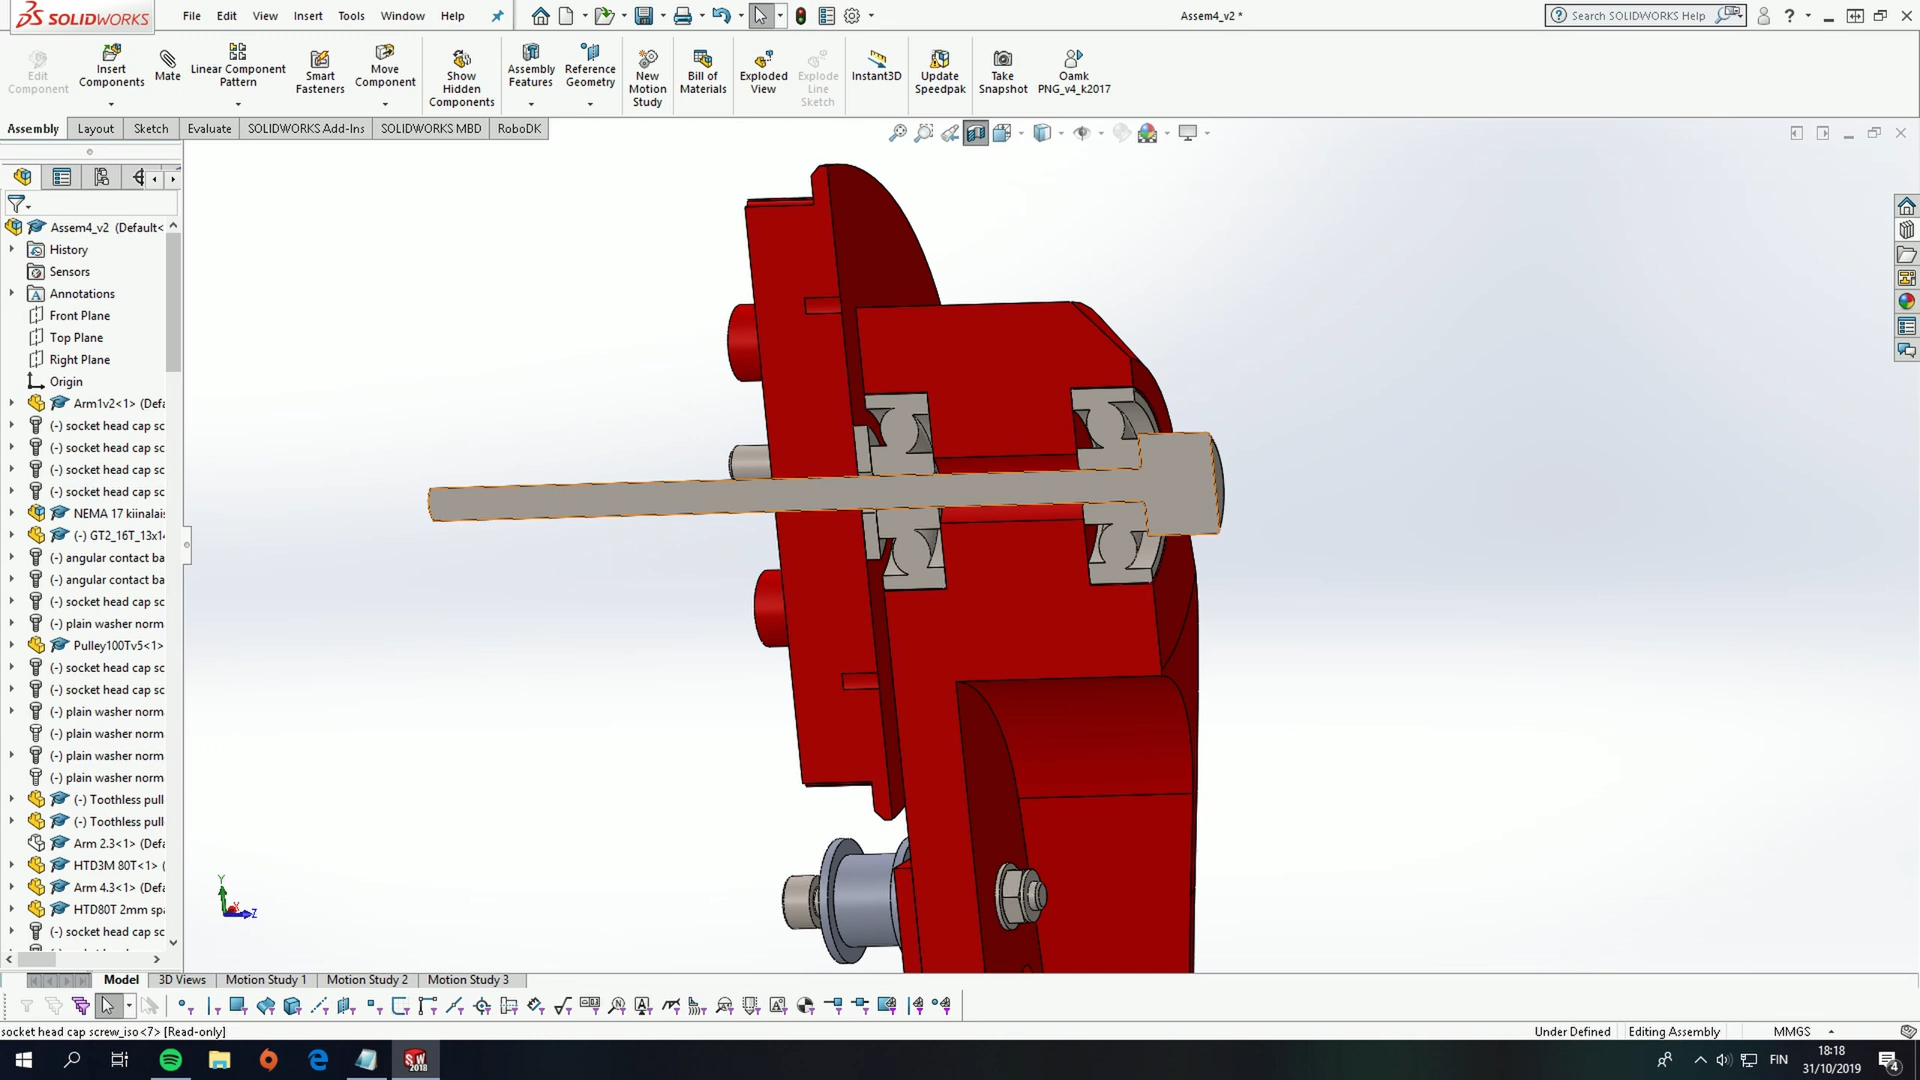 SOLIDWORKS
File Edit View Insert Tools Window Help
Assem4_v2 *
Search SOLIDWORKS Help
Edit Component
Insert Components
Mate
Linear Component Pattern
Smart Fasteners
Move Component
Show Hidden Components
Assembly Features
Reference Geometry
New Motion Study
Bill of Materials
Exploded View
Explode Line Sketch
Instant3D
Update Speedpak
Take Snapshot
Oamk PNG_v4_k2017
Assembly Layout Sketch Evaluate SOLIDWORKS Add-Ins SOLIDWORKS MBD RoboDK
Assem4_v2 (Default<
History
Sensors
Annotations
Front Plane
Top Plane
Right Plane
Origin
Arm1v2<1> (Defa
(-) socket head cap sc
(-) socket head cap sc
(-) socket head cap sc
(-) socket head cap sc
NEMA 17 kiinalais
(-) GT2_16T_13x14
(-) angular contact ba
(-) angular contact ba
(-) socket head cap sc
(-) plain washer norm
Pulley100Tv5<1>
(-) socket head cap sc
(-) socket head cap sc
(-) plain washer norm
(-) plain washer norm
(-) plain washer norm
(-) plain washer norm
(-) Toothless pull
(-) Toothless pull
Arm 2.3<1> (Defa
HTD3M 80T<1> (
Arm 4.3<1> (Defa
HTD80T 2mm spa
(-) socket head cap sc
Y
X
Z
Model 3D Views Motion Study 1 Motion Study 2 Motion Study 3
socket head cap screw_iso<7> [Read-only]
Under Defined Editing Assembly MMGS
SW 2018
FIN
18:18
31/10/2019
4